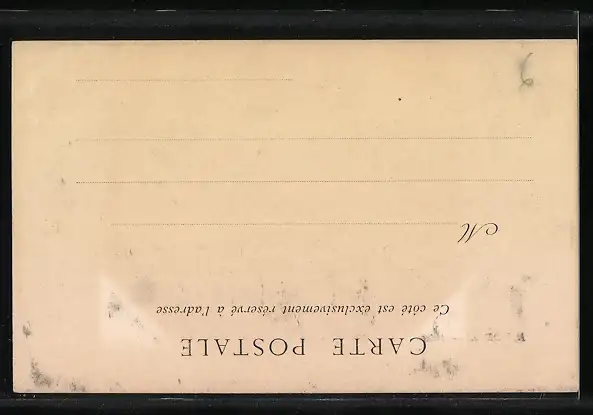 CARTE POSTALE
Ce côté est exclusivement réservé à l'adresse
M